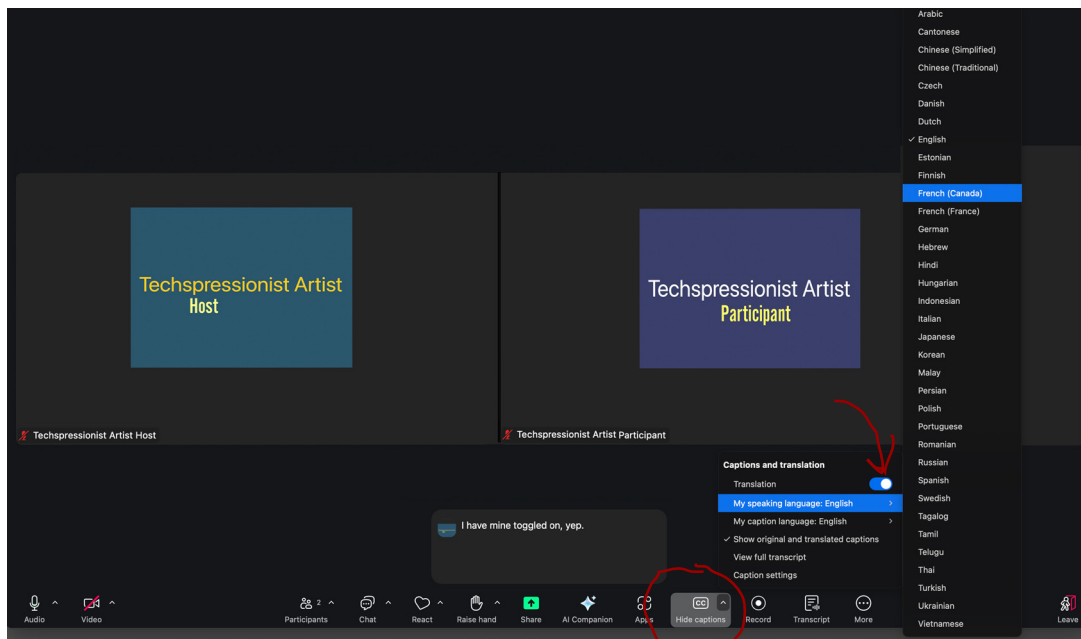 Arabic
Cantonese
Chinese (Simplified)
Chinese (Traditional)
Czech
Danish
Dutch
✓ English
Estonian
Finnish
French (Canada)
French (France)
German
Hebrew
Hindi
Hungarian
Indonesian
Italian
Japanese
Korean
Malay
Persian
Polish
Portuguese
Romanian
Russian
Spanish
Swedish
Tagalog
Tamil
Telugu
Thai
Turkish
Ukrainian
Vietnamese
Techspressionist Artist
Host
Techspressionist Artist
Participant
Techspressionist Artist Host
Techspressionist Artist Participant
Captions and translation
Translation
My speaking language: English >
My caption language: English >
✓ Show original and translated captions
View full transcript
Caption settings
I have mine toggled on, yep.
2
CC
Audio
Video
Participants
Chat
React
Raise hand
Share
AI Companion
Apps
Hide captions
Record
Transcript
More
Leave